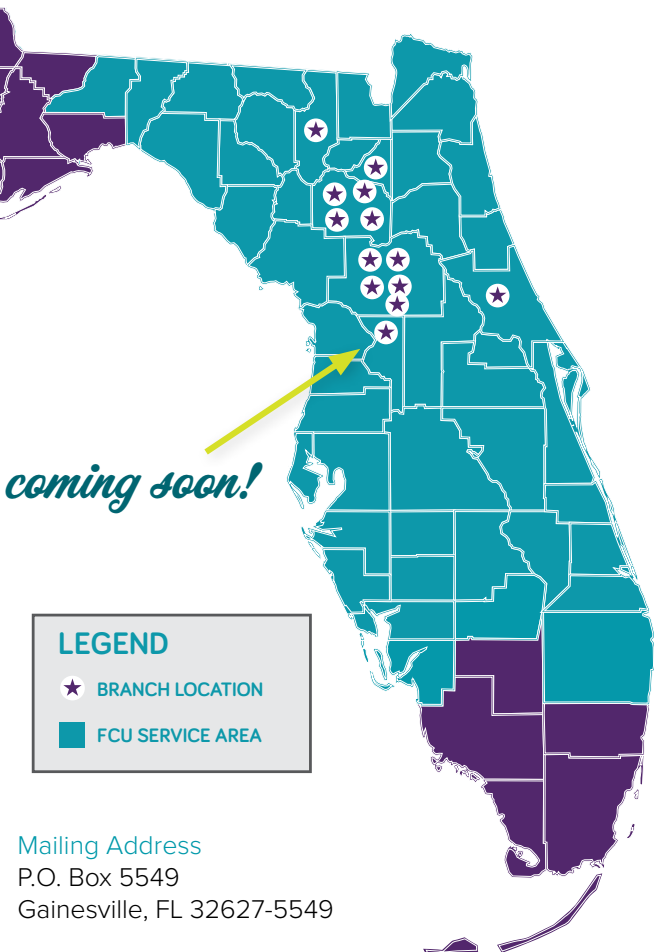 coming soon!
LEGEND
BRANCH LOCATION
FCU SERVICE AREA
Mailing Address
P.O. Box 5549
Gainesville, FL 32627-5549